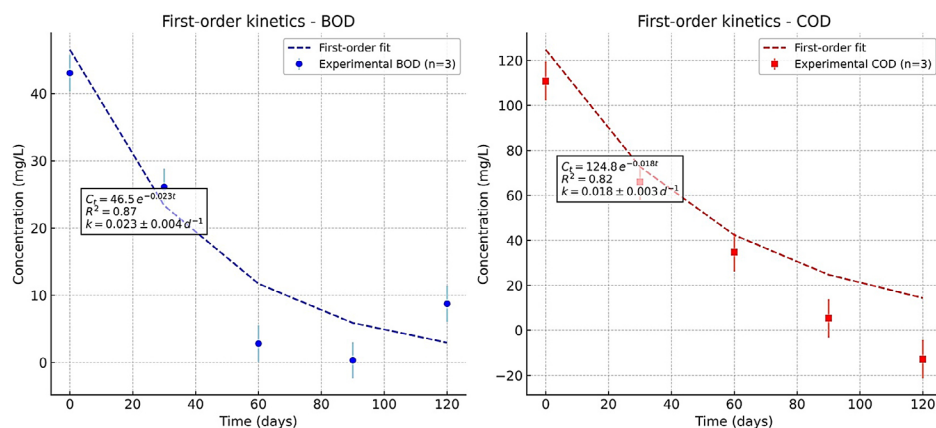 First-order kinetics - BOD
First-order fit
Experimental BOD (n=3)
Concentration (mg/L)
40
30
20
10
0
C_t = 46.5 e^{-0.023t}
R² = 0.87
k = 0.023 ± 0.004 d⁻¹
0 20 40 60 80 100 120
Time (days)
First-order kinetics - COD
First-order fit
Experimental COD (n=3)
Concentration (mg/L)
120
100
80
60
40
20
0
−20
C_t = 124.8 e^{-0.018t}
R² = 0.82
k = 0.018 ± 0.003 d⁻¹
0 20 40 60 80 100 120
Time (days)